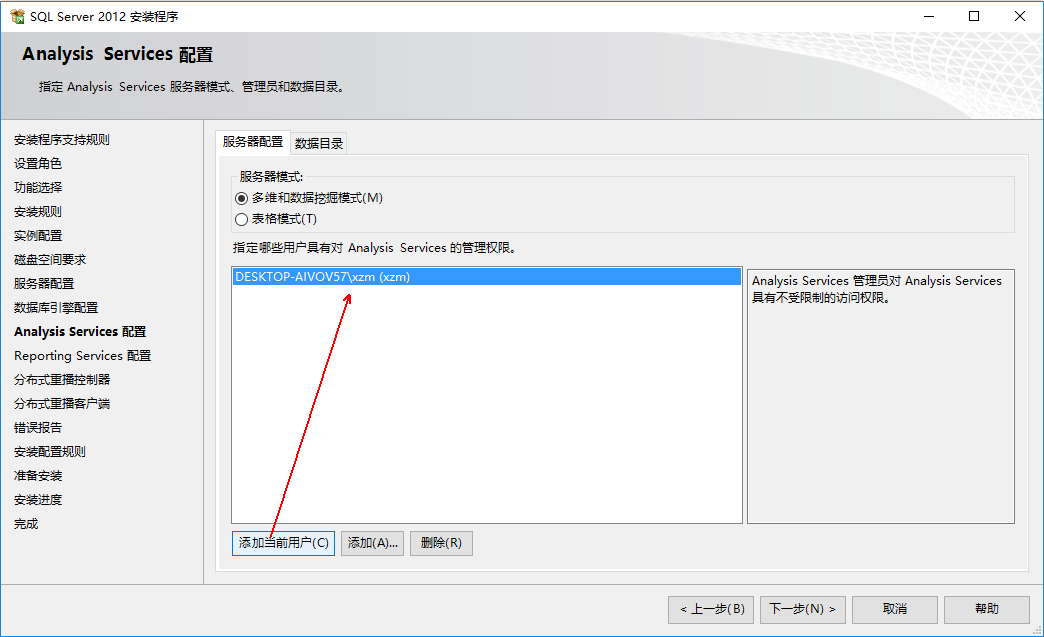 SQL Server 2012 安装程序
Analysis Services 配置
指定 Analysis Services 服务器模式、管理员和数据目录。
安装程序支持规则
设置角色
功能选择
安装规则
实例配置
磁盘空间要求
服务器配置
数据库引擎配置
Analysis Services 配置
Reporting Services 配置
分布式重播控制器
分布式重播客户端
错误报告
安装配置规则
准备安装
安装进度
完成
服务器配置 数据目录
服务器模式:
多维和数据挖掘模式(M)
表格模式(T)
指定哪些用户具有对 Analysis Services 的管理权限。
DESKTOP-AIVOV57\xzm (xzm)
Analysis Services 管理员对 Analysis Services
具有不受限制的访问权限。
添加当前用户(C) 添加(A)... 删除(R)
< 上一步(B) 下一步(N) > 取消 帮助